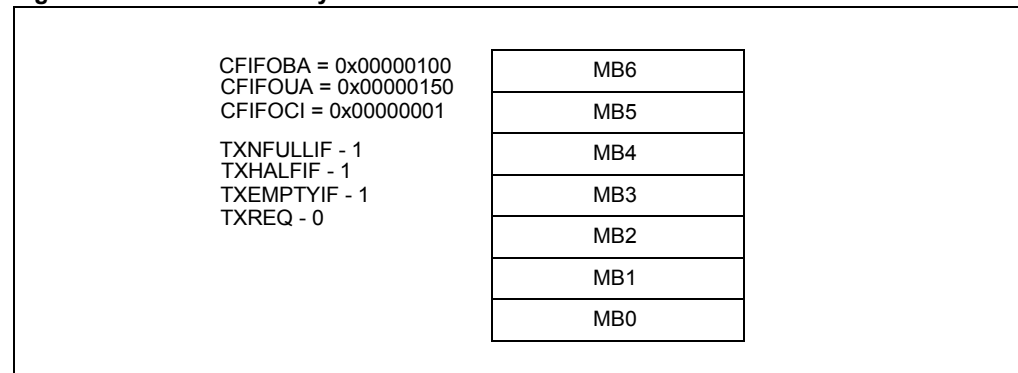 CFIFOBA = 0x00000100
CFIFOUA = 0x00000150
CFIFOCI = 0x00000001
TXNFULLIF - 1
TXHALFIF - 1
TXEMPTYIF - 1
TXREQ - 0
MB6
MB5
MB4
MB3
MB2
MB1
MB0